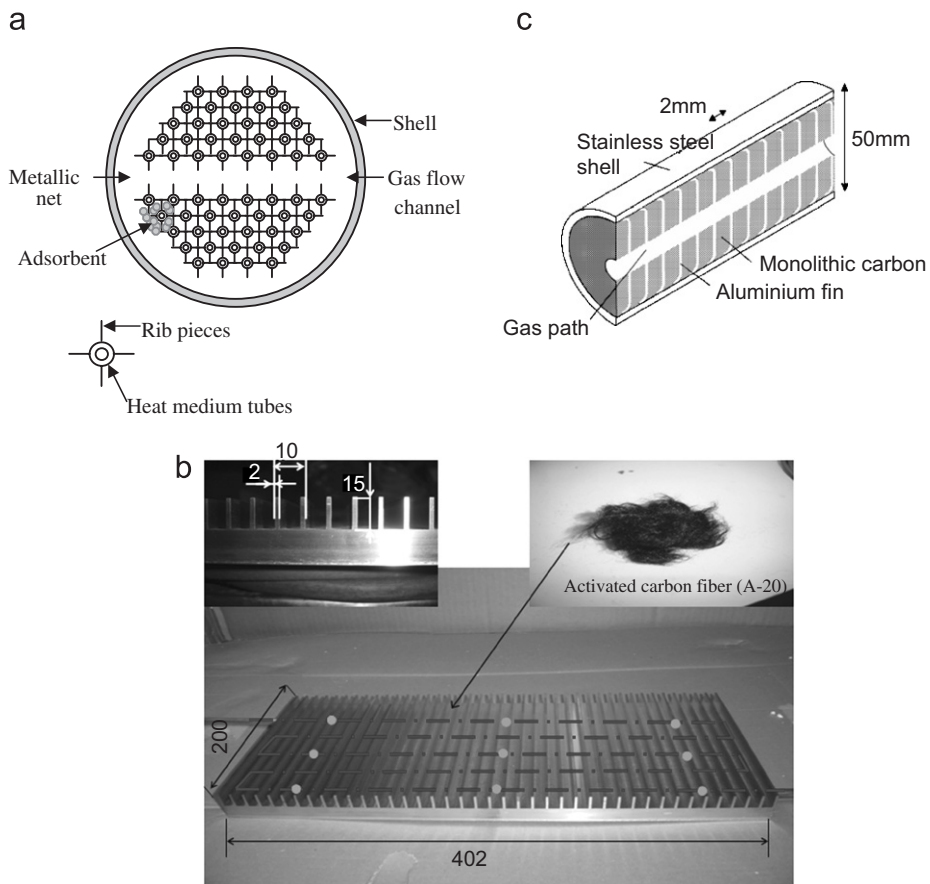 a
Shell
Metallic
net
Gas flow
channel
Adsorbent
Rib pieces
Heat medium tubes
c
2mm
Stainless steel
shell
50mm
Monolithic carbon
Aluminium fin
Gas path
b
10
2
15
Activated carbon fiber (A-20)
200
402